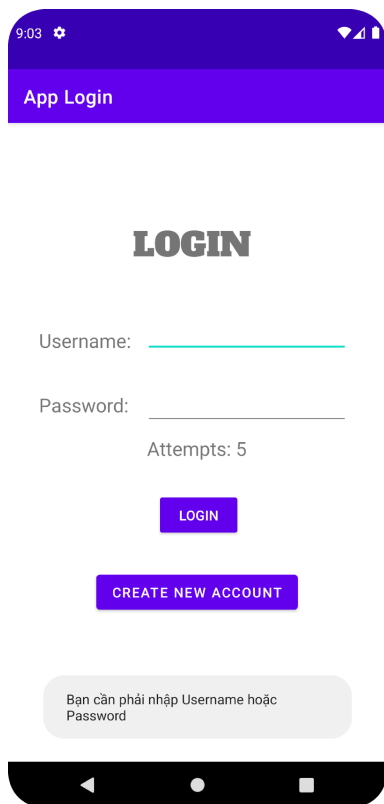 9:03
App Login
LOGIN
Username:
Password:
Attempts: 5
LOGIN
CREATE NEW ACCOUNT
Bạn cần phải nhập Username hoặc
Password